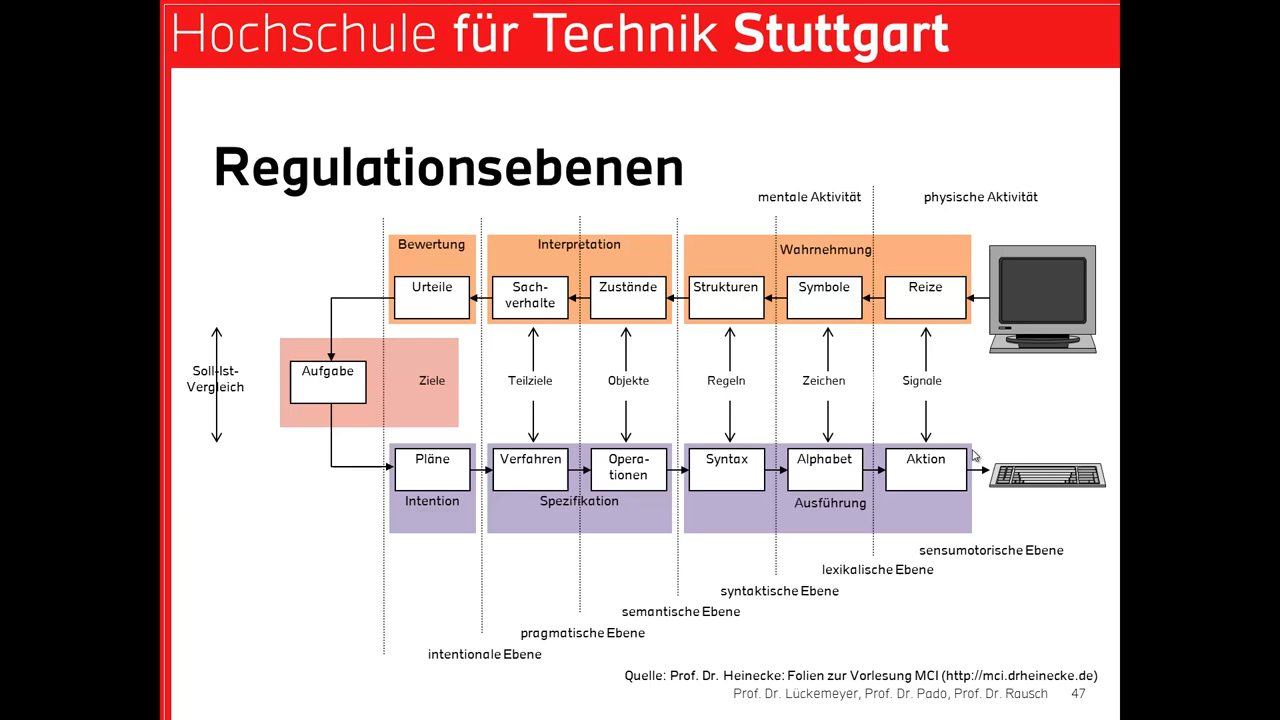 Hochschule für Technik Stuttgart
Regulationsebenen
mentale Aktivität
physische Aktivität
Bewertung
Interpretation
Wahrnehmung
Urteile
Sach-
verhalte
Zustände
Strukturen
Symbole
Reize
Soll-Ist-
Vergleich
Aufgabe
Ziele
Teilziele
Objekte
Regeln
Zeichen
Signale
Pläne
Verfahren
Opera-
tionen
Syntax
Alphabet
Aktion
Intention
Spezifikation
Ausführung
sensumotorische Ebene
lexikalische Ebene
syntaktische Ebene
semantische Ebene
pragmatische Ebene
intentionale Ebene
Quelle: Prof. Dr. Heinecke: Folien zur Vorlesung MCI (http://mci.drheinecke.de)
Prof. Dr. Lückemeyer, Prof. Dr. Pado, Prof. Dr. Rausch 47